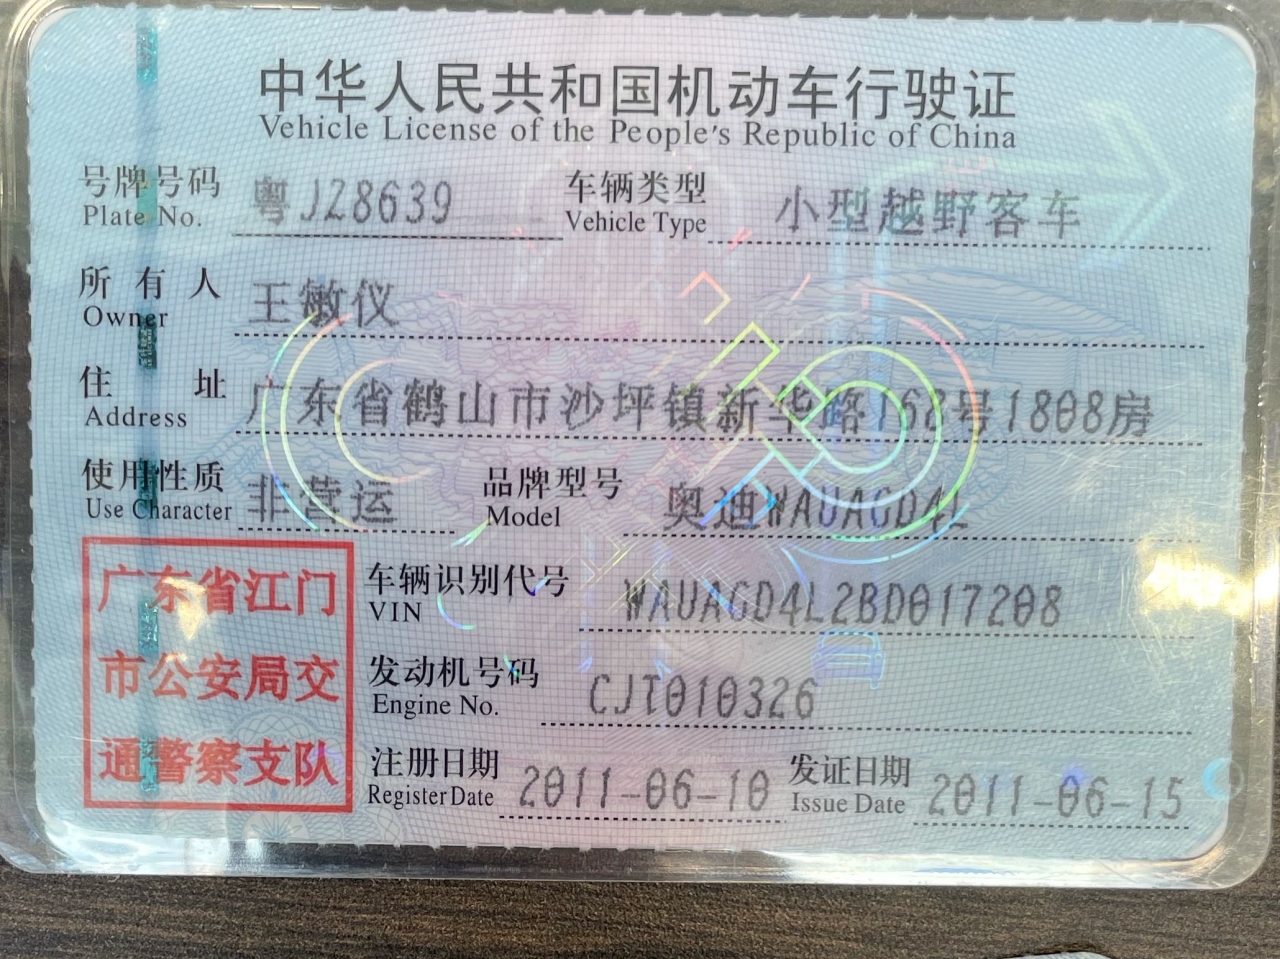 中华人民共和国机动车行驶证
Vehicle License of the People's Republic of China
号牌号码 粤JZ8639 车辆类型 小型越野客车
Plate No. Vehicle Type
所有人 王敏仪
Owner
住址 广东省鹤山市沙坪镇新华路168号1808房
Address
使用性质 非营运 品牌型号 奥迪WAUAGD4L
Use Character Model
车辆识别代号 WAUAGD4L2BD017208
VIN
发动机号码 CJT010326
Engine No.
注册日期 2011-06-10 发证日期 2011-06-15
Register Date Issue Date
广东省江门
市公安局交
通警察支队